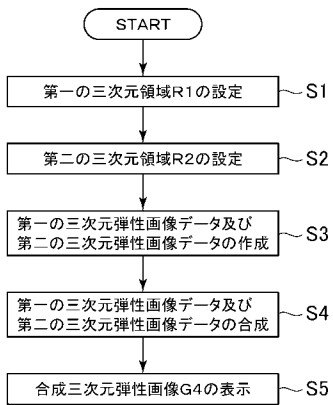 START
第一の三次元領域R1の設定
S1
第二の三次元領域R2の設定
S2
第一の三次元弾性画像データ及び
第二の三次元弾性画像データの作成
S3
第一の三次元弾性画像データ及び
第二の三次元弾性画像データの合成
S4
合成三次元弾性画像G4の表示
S5